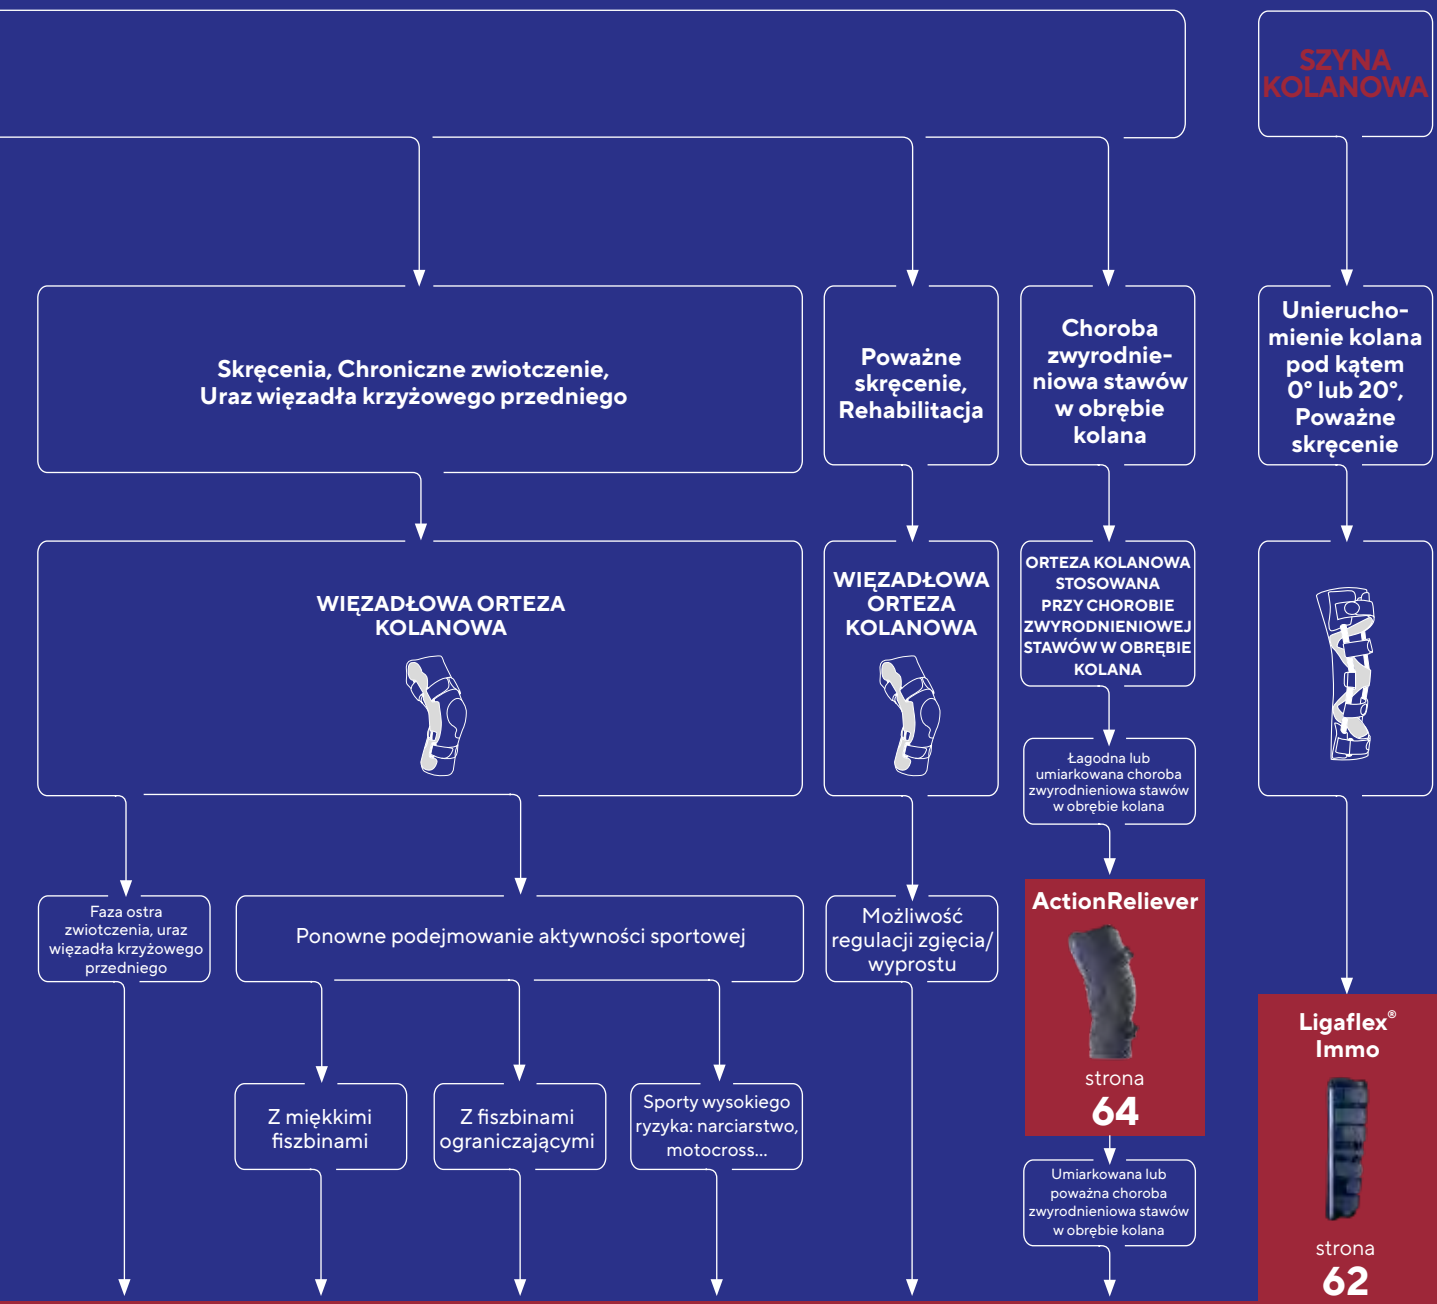 SZYNA
KOLANOWA
Skręcenia, Chroniczne zwiotczenie,
Uraz więzadła krzyżowego przedniego
Poważne
skręcenie,
Rehabilitacja
Choroba
zwyrodnie-
niowa stawów
w obrębie
kolana
Unierucho-
mienie kolana
pod kątem
0° lub 20°,
Poważne
skręcenie
WIĘZADŁOWA ORTEZA
KOLANOWA
WIĘZADŁOWA
ORTEZA
KOLANOWA
ORTEZA KOLANOWA
STOSOWANA
PRZY CHOROBIE
ZWYRODNIENIOWEJ
STAWÓW W OBRĘBIE
KOLANA
Łagodna lub
umiarkowana choroba
zwyrodnieniowa stawów
w obrębie kolana
Faza ostra
zwiotczenia, uraz
więzadła krzyżowego
przedniego
Ponowne podejmowanie aktywności sportowej
Możliwość
regulacji zgięcia/
wyprostu
ActionReliever
strona
64
Z miękkimi
fiszbinami
Z fiszbinami
ograniczającymi
Sporty wysokiego
ryzyka: narciarstwo,
motocross...
Umiarkowana lub
poważna choroba
zwyrodnieniowa stawów
w obrębie kolana
Ligaflex®
Immo
strona
62